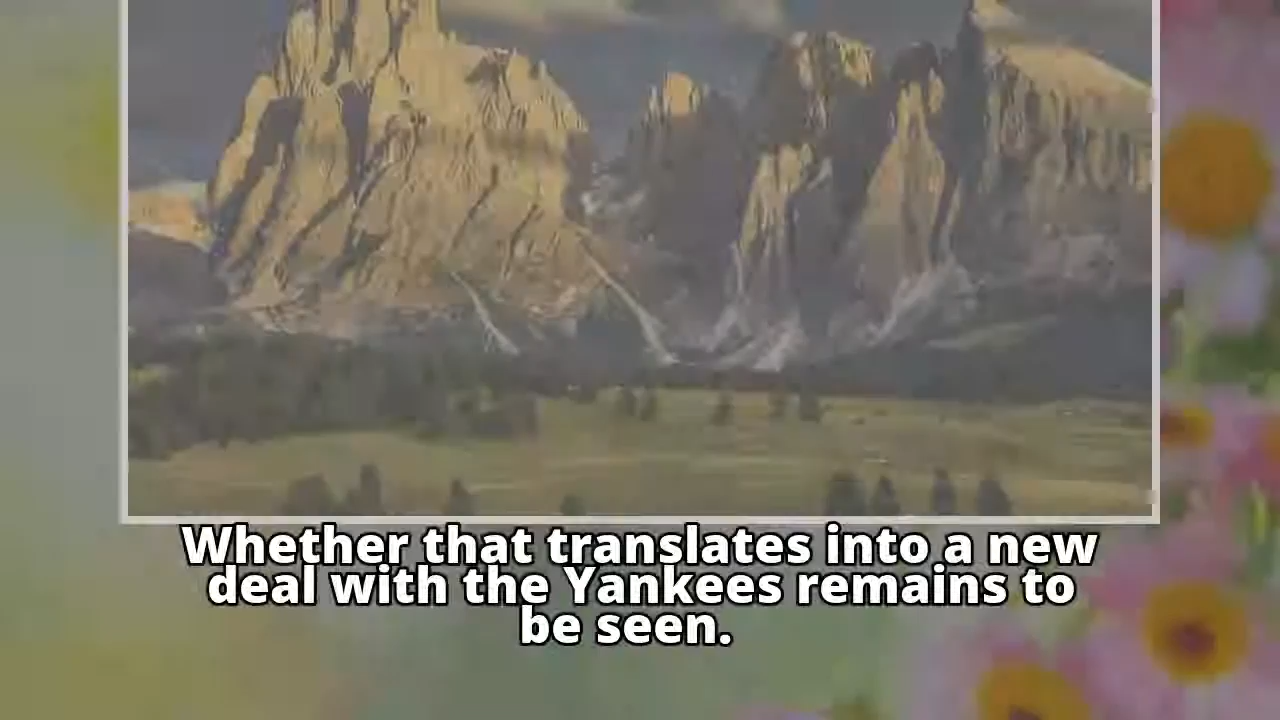 Whether that translates into a new
deal with the Yankees remains to
be seen.